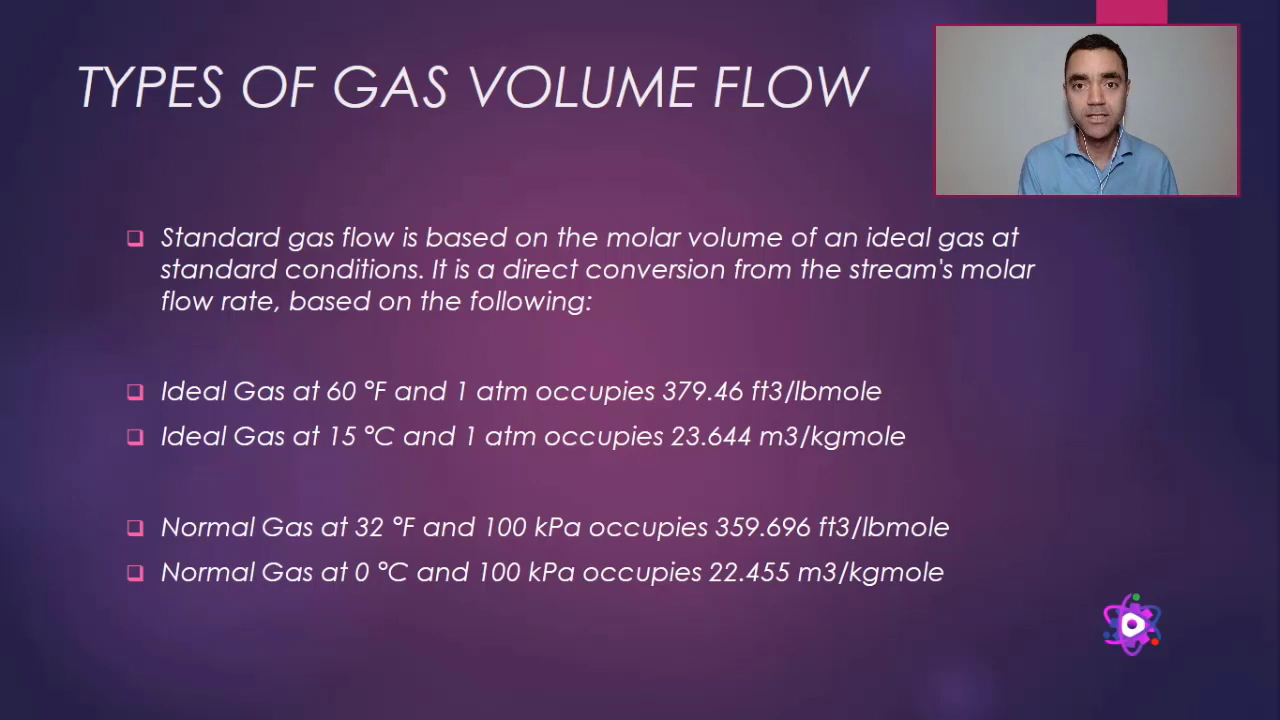 TYPES OF GAS VOLUME FLOW
Standard gas flow is based on the molar volume of an ideal gas at
standard conditions. It is a direct conversion from the stream's molar
flow rate, based on the following:
Ideal Gas at 60 °F and 1 atm occupies 379.46 ft3/lbmole
Ideal Gas at 15 °C and 1 atm occupies 23.644 m3/kgmole
Normal Gas at 32 °F and 100 kPa occupies 359.696 ft3/lbmole
Normal Gas at 0 °C and 100 kPa occupies 22.455 m3/kgmole